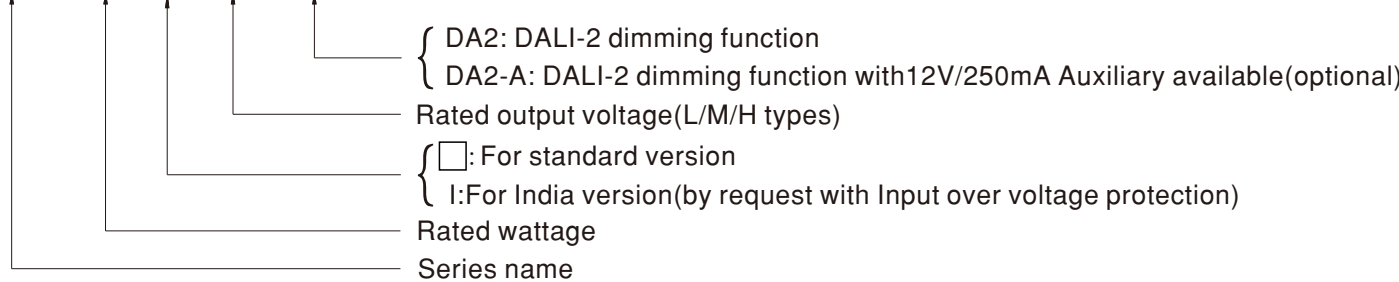 DA2: DALI-2 dimming function
DA2-A: DALI-2 dimming function with12V/250mA Auxiliary available(optional)
Rated output voltage(L/M/H types)
□: For standard version
I:For India version(by request with Input over voltage protection)
Rated wattage
Series name